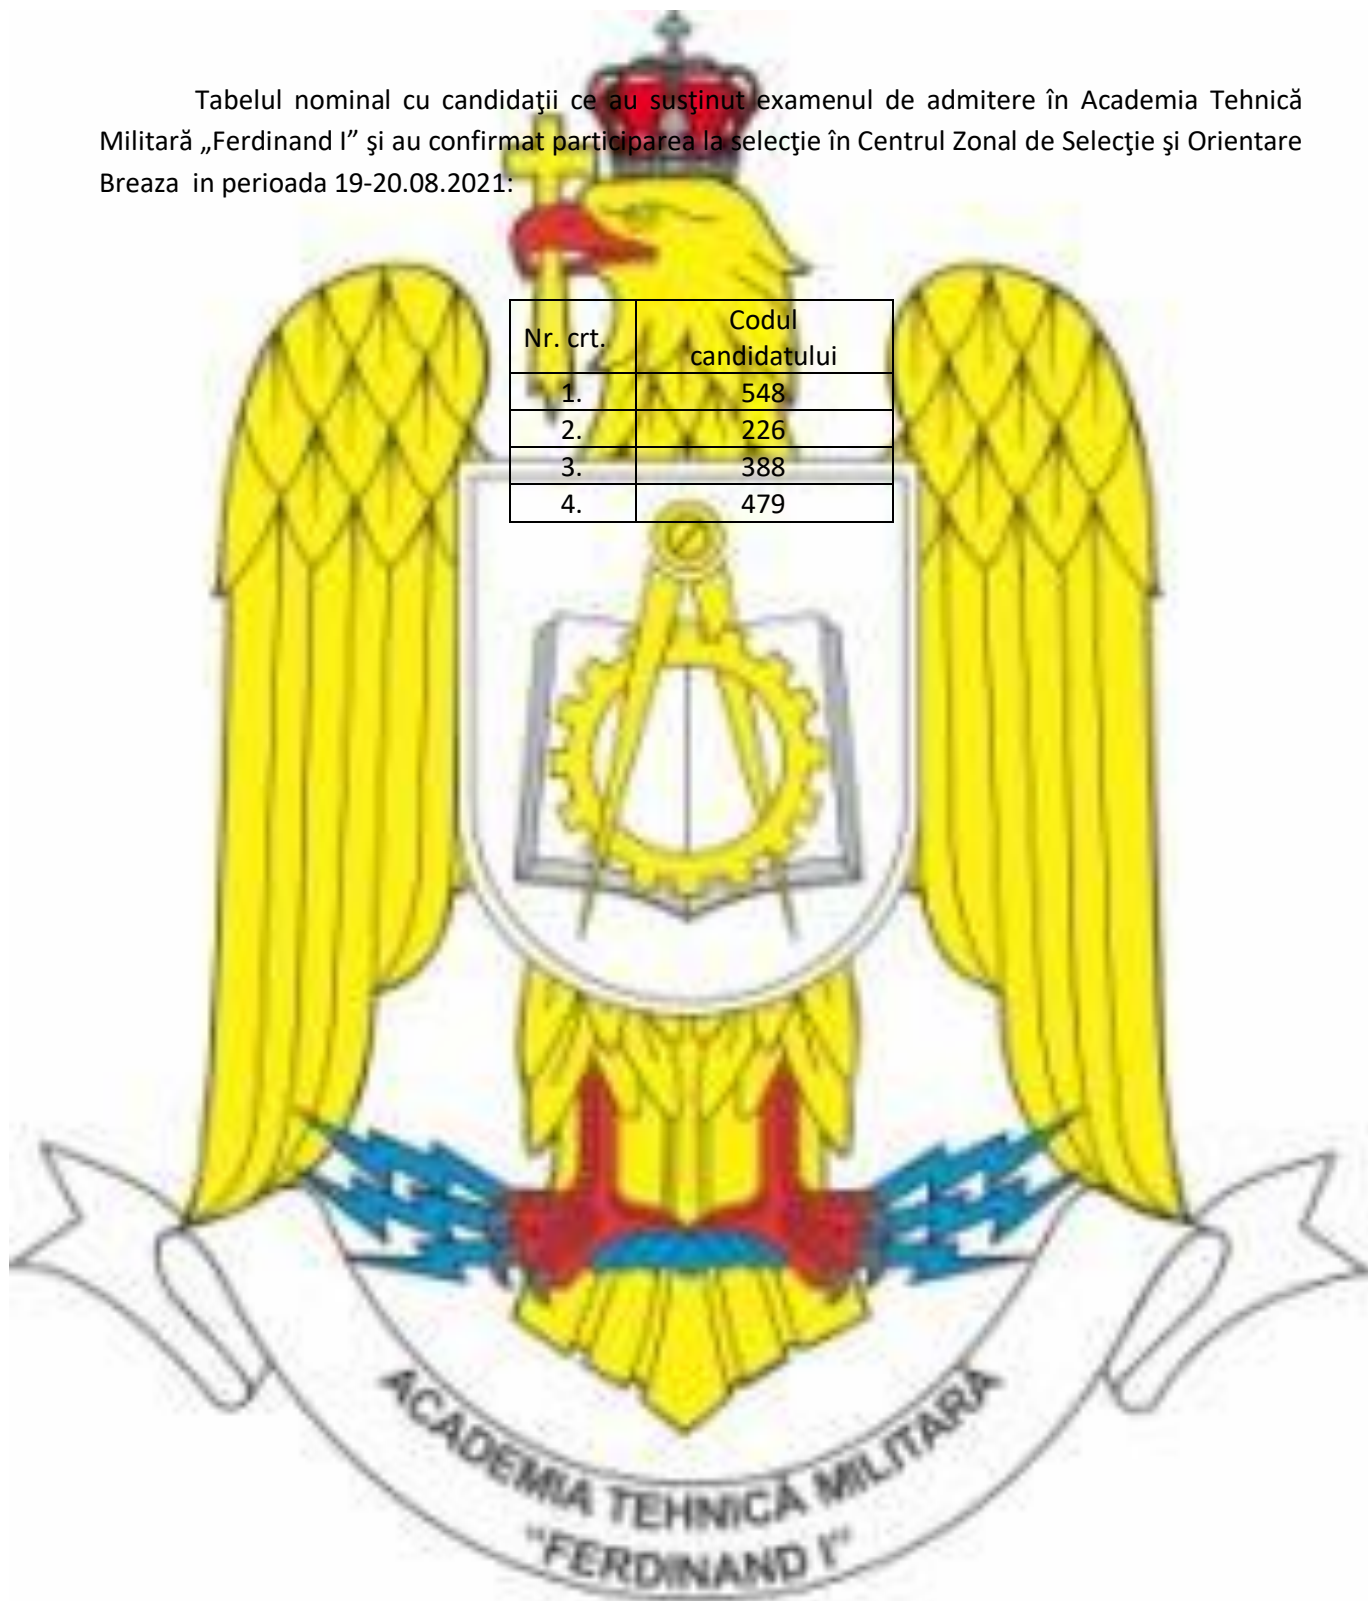 Tabelul nominal cu candidaţii ce au susţinut examenul de admitere în Academia Tehnică
Militară „Ferdinand I” şi au confirmat participarea la selecţie în Centrul Zonal de Selecţie şi Orientare
Breaza in perioada 19-20.08.2021:
Nr. crt. Codul candidatului
1. 548
2. 226
3. 388
4. 479
ACADEMIA TEHNICĂ MILITARĂ
"FERDINAND I"